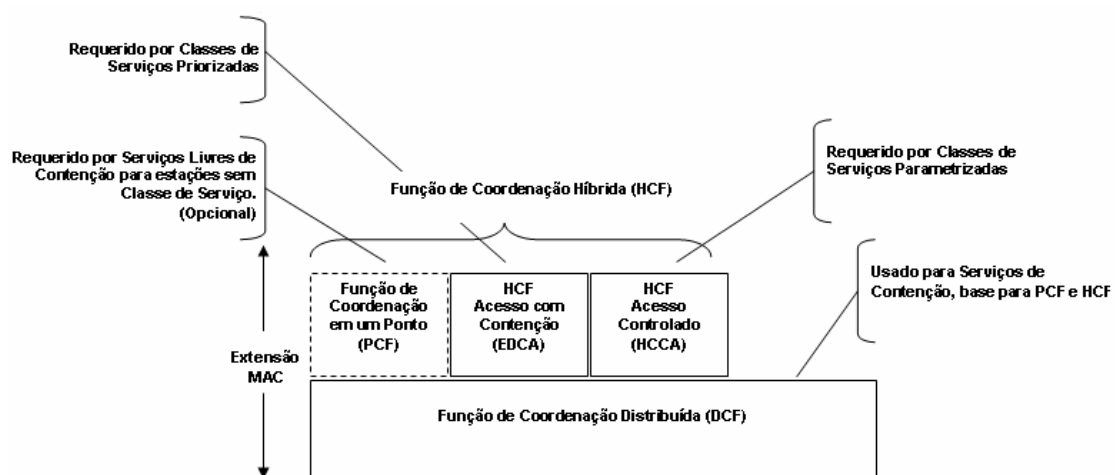 Requerido por Classes de
Serviços Priorizadas
Requerido por Serviços Livres de
Contenção para estações sem
Classe de Serviço.
(Opcional)
Função de Coordenação Híbrida (HCF)
Requerido por Classes de
Serviços Parametrizadas
Usado para Serviços de
Contenção, base para PCF e HCF
Extensão
MAC
Função de
Coordenação
em um Ponto
(PCF)
HCF
Acesso com
Contenção
(EDCA)
HCF
Acesso
Controlado
(HCCA)
Função de Coordenação Distribuída (DCF)